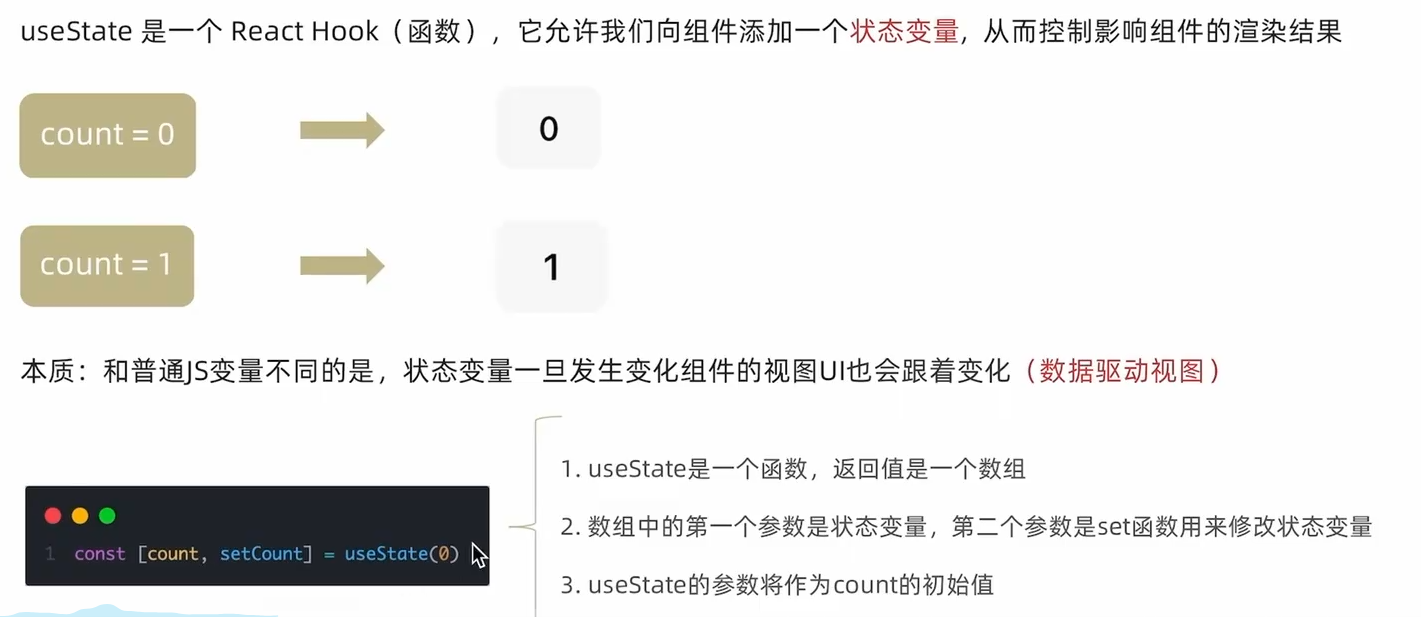 useState 是一个 React Hook（函数），它允许我们向组件添加一个状态变量，从而控制影响组件的渲染结果
count = 0
0
count = 1
1
本质：和普通JS变量不同的是，状态变量一旦发生变化组件的视图UI也会跟着变化（数据驱动视图）
1 const [count, setCount] = useState(0)
1. useState是一个函数，返回值是一个数组
2. 数组中的第一个参数是状态变量，第二个参数是set函数用来修改状态变量
3. useState的参数将作为count的初始值